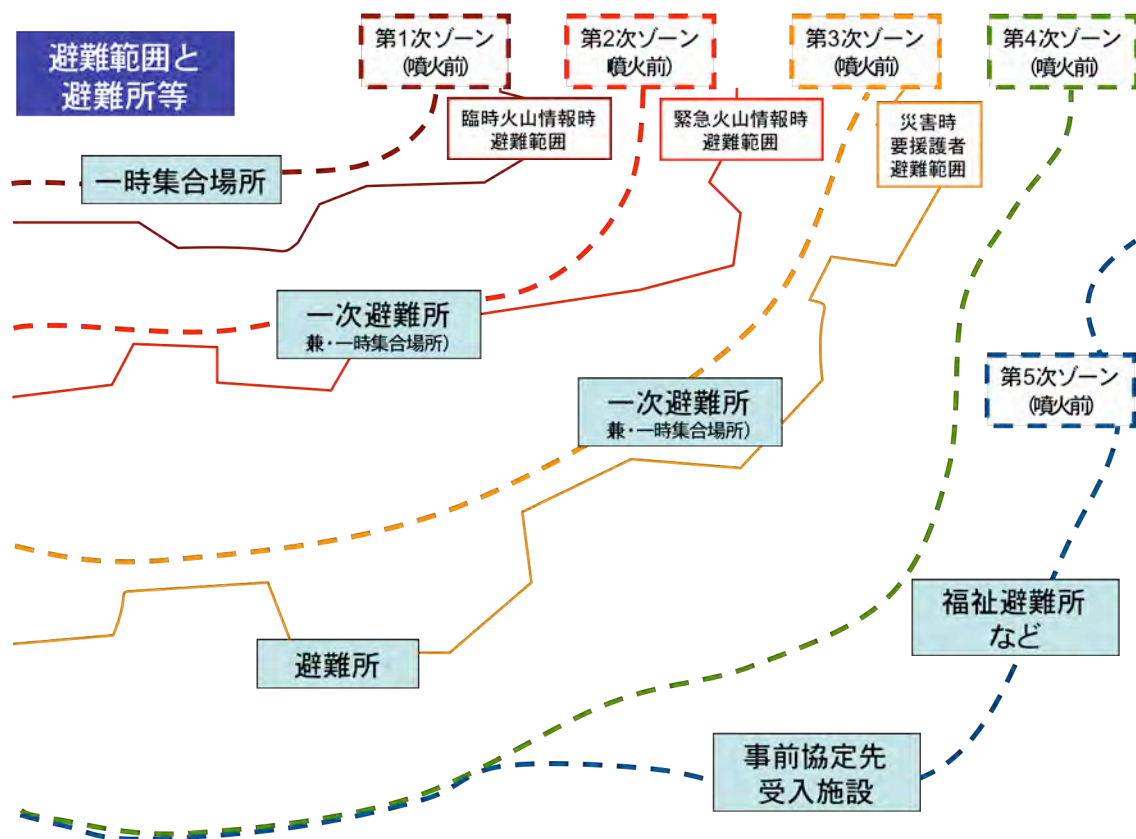 避難範囲と
避難所等
第1次ゾーン
(噴火前)
第2次ゾーン
(噴火前)
第3次ゾーン
(噴火前)
第4次ゾーン
(噴火前)
臨時火山情報時
避難範囲
緊急火山情報時
避難範囲
災害時
要援護者
避難範囲
一時集合場所
一次避難所
兼・一時集合場所)
第5次ゾーン
(噴火前)
一次避難所
兼・一時集合場所)
福祉避難所
など
避難所
事前協定先
受入施設